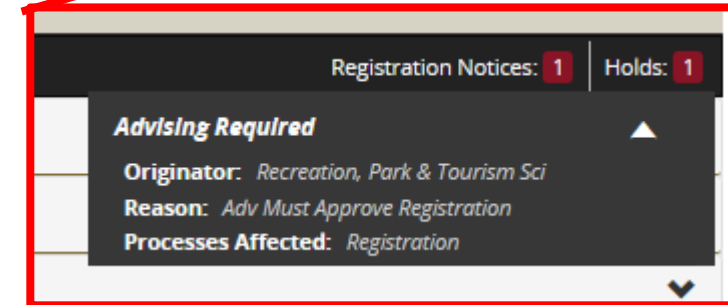 Registration Notices: 1 Holds: 1
Advising Required
Originator: Recreation, Park & Tourism Sci
Reason: Adv Must Approve Registration
Processes Affected: Registration